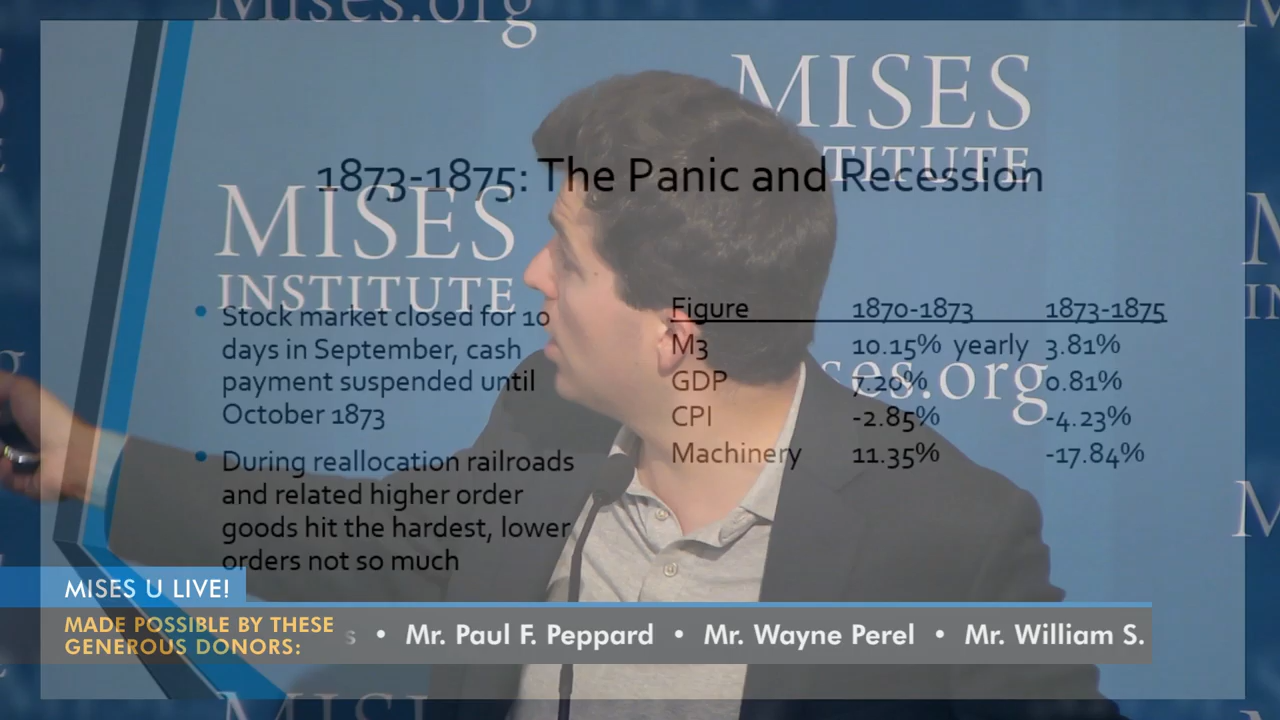 Mises.org
MISES
INSTITUTE
MISES
TITUTE
es.org
1873-1875: The Panic and Recession
• Stock market closed for 10
days in September, cash
payment suspended until
October 1873
• During reallocation railroads
and related higher order
goods hit the hardest, lower
orders not so much
Figure 1870-1873 1873-1875
M3 10.15% yearly 3.81%
GDP 7.20% 0.81%
CPI -2.85% -4.23%
Machinery 11.35% -17.84%
MISES U LIVE!
MADE POSSIBLE BY THESE
GENEROUS DONORS:
s • Mr. Paul F. Peppard • Mr. Wayne Perel • Mr. William S.